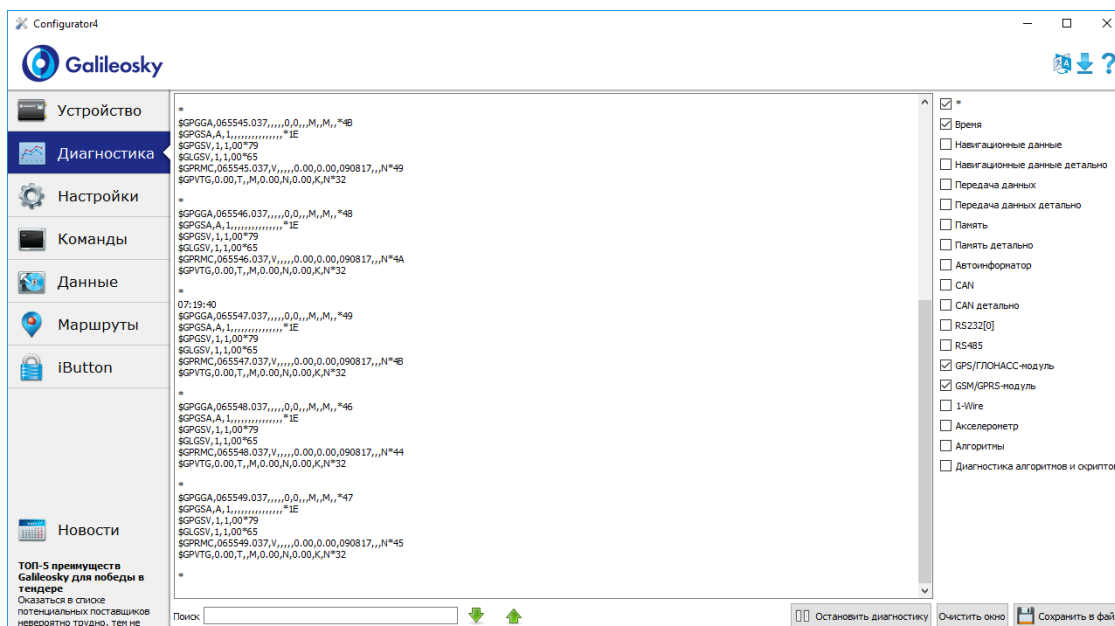 Configurator4
Galileosky
Устройство
Диагностика
Настройки
Команды
Данные
Маршруты
iButton
Новости
ТОП-5 преимуществ
Galileosky для победы в
тендере
Оказаться в списке
потенциальных поставщиков
невероятно трудно, тем не
*
$GPGGA,065545.037,,,,,0,0,,,M,,M,,*4B
$GPGSA,A,1,,,,,,,,,,,,,,,*1E
$GPGSV,1,1,00*79
$GLGSV,1,1,00*65
$GPRMC,065545.037,V,,,,,0.00,0.00,090817,,,N*49
$GPVTG,0.00,T,,M,0.00,N,0.00,K,N*32
*
$GPGGA,065546.037,,,,,0,0,,,M,,M,,*48
$GPGSA,A,1,,,,,,,,,,,,,,,*1E
$GPGSV,1,1,00*79
$GLGSV,1,1,00*65
$GPRMC,065546.037,V,,,,,0.00,0.00,090817,,,N*4A
$GPVTG,0.00,T,,M,0.00,N,0.00,K,N*32
*
07:19:40
$GPGGA,065547.037,,,,,0,0,,,M,,M,,*49
$GPGSA,A,1,,,,,,,,,,,,,,,*1E
$GPGSV,1,1,00*79
$GLGSV,1,1,00*65
$GPRMC,065547.037,V,,,,,0.00,0.00,090817,,,N*4B
$GPVTG,0.00,T,,M,0.00,N,0.00,K,N*32
*
$GPGGA,065548.037,,,,,0,0,,,M,,M,,*46
$GPGSA,A,1,,,,,,,,,,,,,,,*1E
$GPGSV,1,1,00*79
$GLGSV,1,1,00*65
$GPRMC,065548.037,V,,,,,0.00,0.00,090817,,,N*44
$GPVTG,0.00,T,,M,0.00,N,0.00,K,N*32
*
$GPGGA,065549.037,,,,,0,0,,,M,,M,,*47
$GPGSA,A,1,,,,,,,,,,,,,,,*1E
$GPGSV,1,1,00*79
$GLGSV,1,1,00*65
$GPRMC,065549.037,V,,,,,0.00,0.00,090817,,,N*45
$GPVTG,0.00,T,,M,0.00,N,0.00,K,N*32
*
*
Время
Навигационные данные
Навигационные данные детально
Передача данных
Передача данных детально
Память
Память детально
Автоинформатор
CAN
CAN детально
RS232[0]
RS485
GPS/ГЛОНАСС-модуль
GSM/GPRS-модуль
1-Wire
Акселерометр
Алгоритмы
Диагностика алгоритмов и скриптов
Поиск
Остановить диагностику
Очистить окно
Сохранить в фай